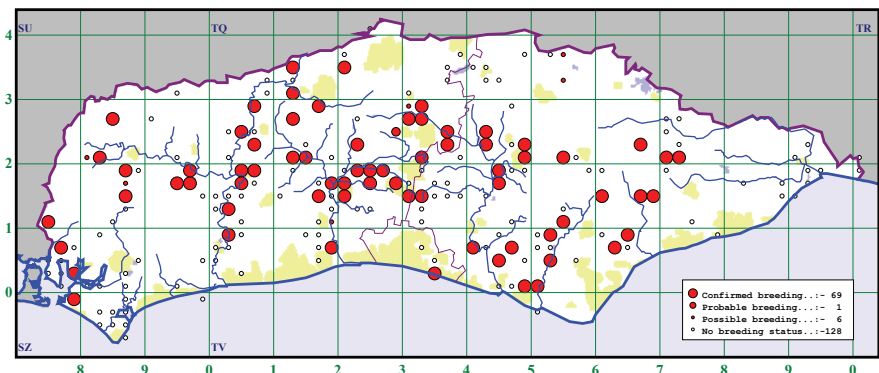 SU TQ TR
4
3
2
1
0
Confirmed breeding..:- 69
Probable breeding...:- 1
Possible breeding...:- 6
No breeding status..:-128
SZ TV
8 9 0 1 2 3 4 5 6 7 8 9 0